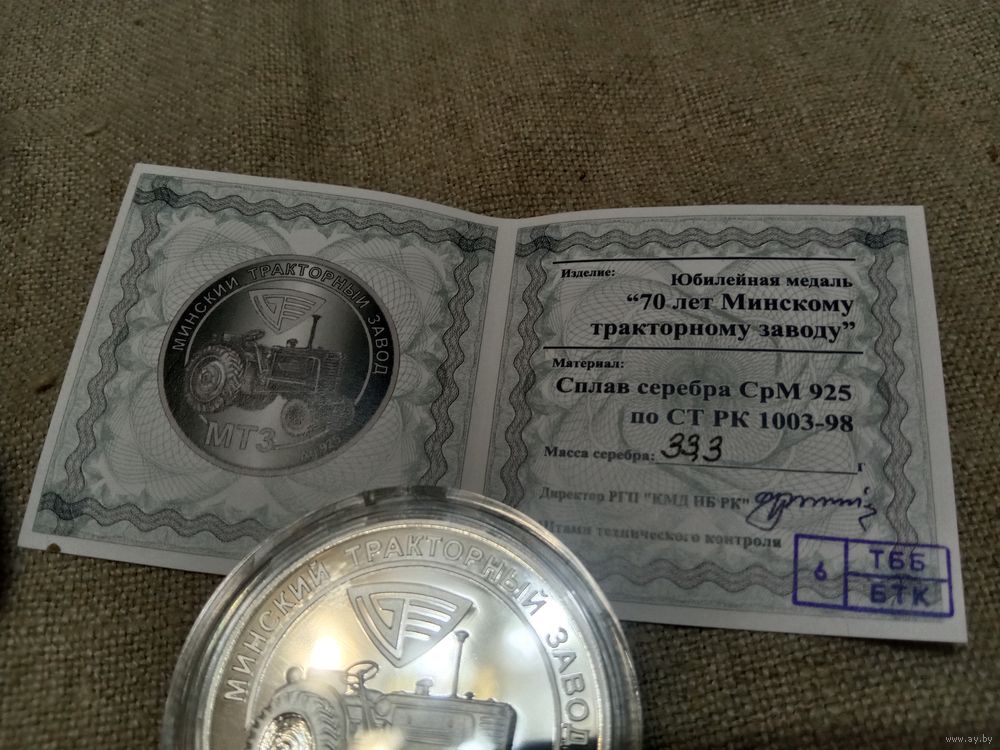 МИНСКИЙ ТРАКТОРНЫЙ ЗАВОД
МТЗ
Ag 925
Изделие: Юбилейная медаль
“70 лет Минскому
тракторному заводу”
Материал:
Сплав серебра СрМ 925
по СТ РК 1003-98
Масса серебра: 33,3 г
Директор РГП "КМД НБ РК"
Штамп технического контроля
6 ТББ
БТК
МИНСКИЙ ТРАКТОРНЫЙ ЗАВОД
www.ay.by